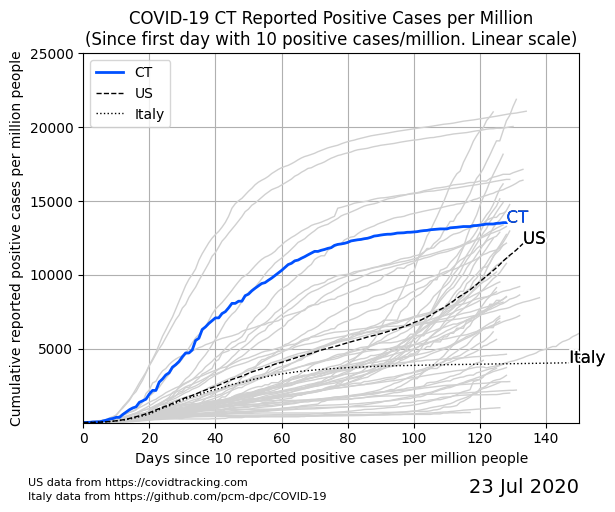 COVID-19 CT Reported Positive Cases per Million
(Since first day with 10 positive cases/million. Linear scale)
Cumulative reported positive cases per million people
25000
20000
15000
10000
5000
CT
US
Italy
CT
US
Italy
0
20
40
60
80
100
120
140
Days since 10 reported positive cases per million people
US data from https://covidtracking.com
Italy data from https://github.com/pcm-dpc/COVID-19
23 Jul 2020